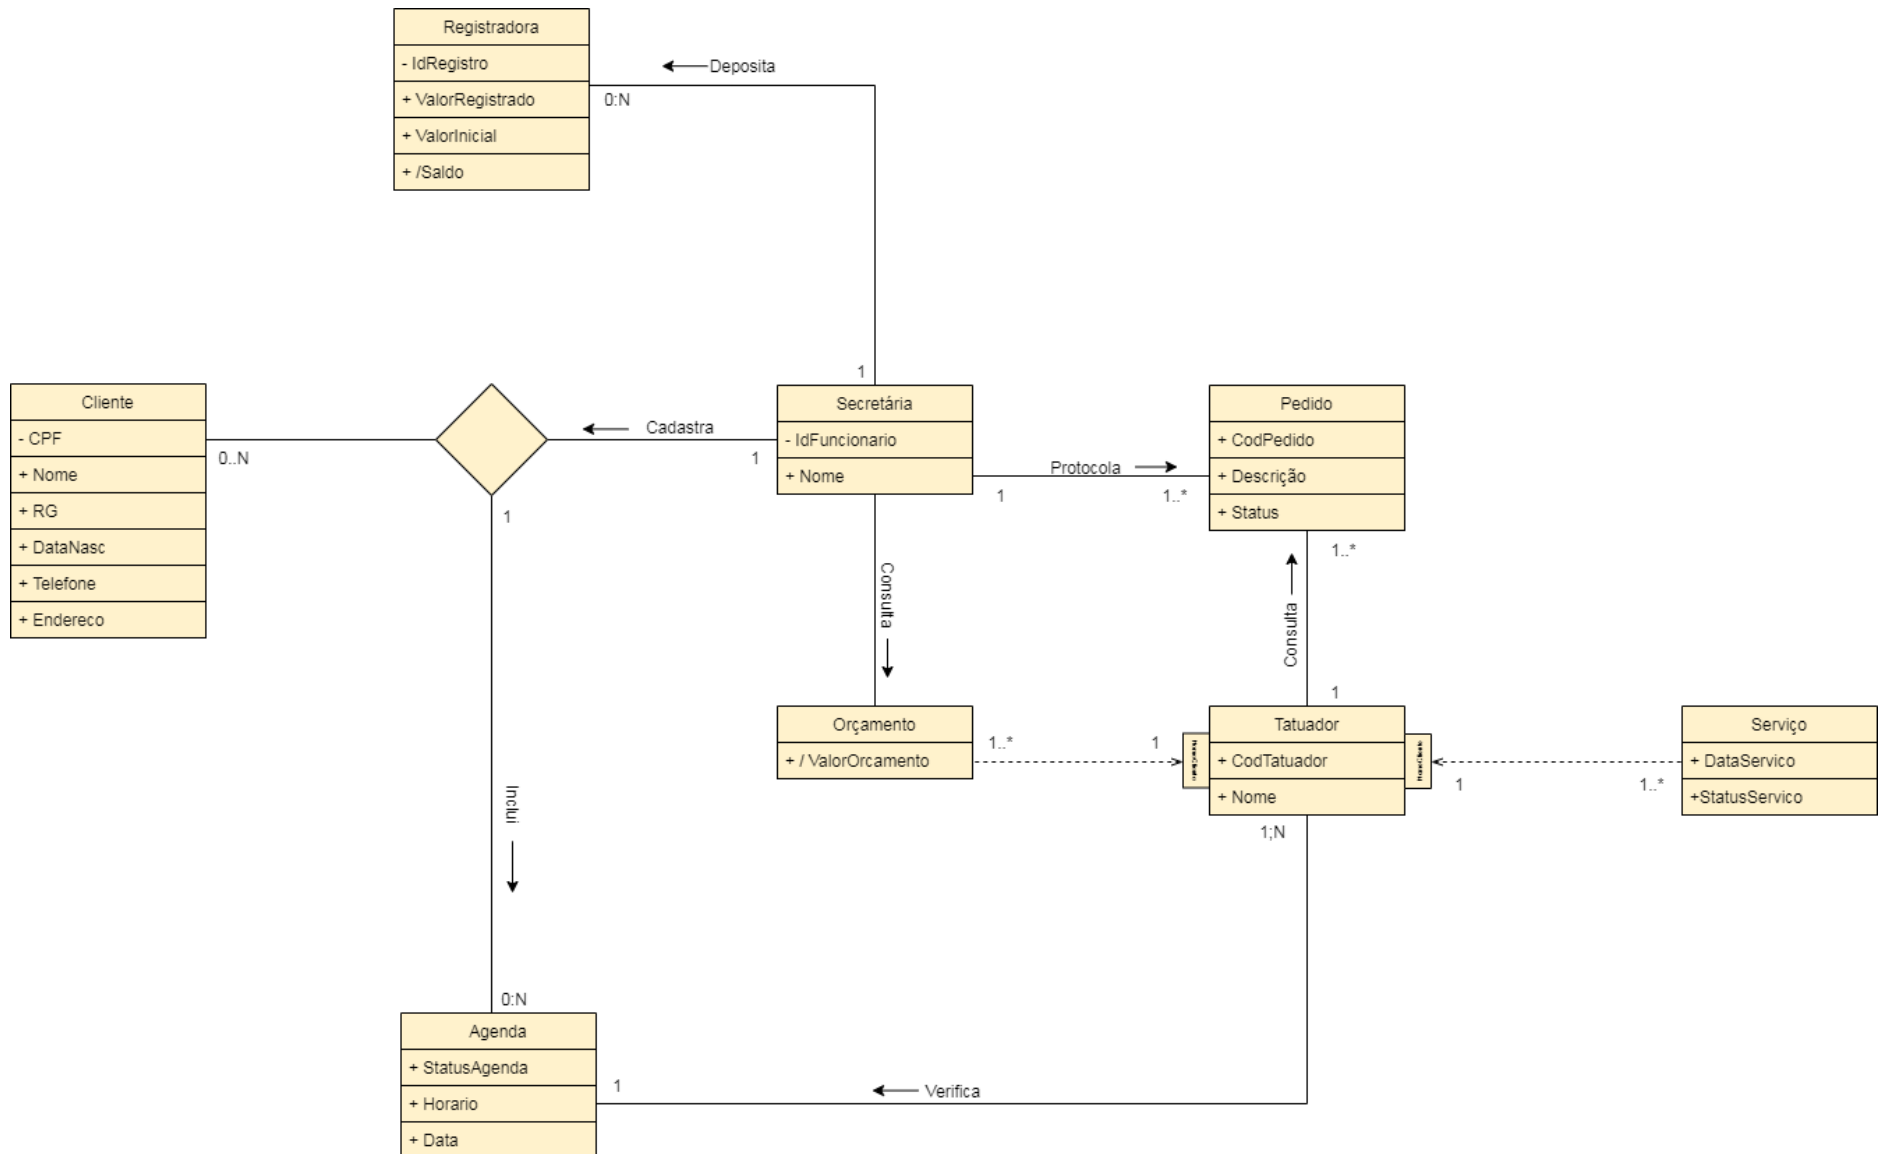 Registradora
- IdRegistro
+ ValorRegistrado
+ ValorInicial
+ /Saldo
Deposita
0:N
1
Cliente
- CPF
+ Nome
+ RG
+ DataNasc
+ Telefone
+ Endereco
0..N
Cadastra
1
1
Secretária
- IdFuncionario
+ Nome
Protocola
1
1..*
Pedido
+ CodPedido
+ Descrição
+ Status
1..*
Consulta
Consulta
1
Orçamento
+ / ValorOrcamento
1..*
1
Tatuador
+ CodTatuador
+ Nome
1
1..*
Serviço
+ DataServico
+StatusServico
1;N
Inclui
0:N
Agenda
+ StatusAgenda
+ Horario
+ Data
1
Verifica